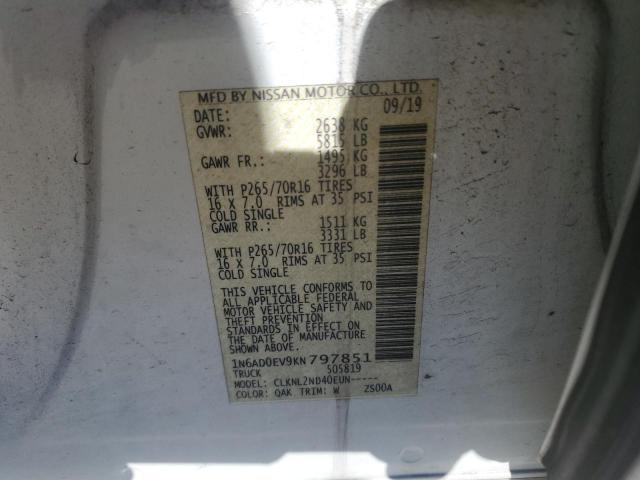 MFD BY NISSAN MOTOR CO., LTD.
DATE: 09/19
GVWR: 2638 KG
5815 LB
GAWR FR.: 1495 KG
3296 LB
WITH P265/70R16 TIRES
16 X 7.0 RIMS AT 35 PSI
COLD SINGLE
GAWR RR.: 1511 KG
3331 LB
WITH P265/70R16 TIRES
16 X 7.0 RIMS AT 35 PSI
COLD SINGLE
THIS VEHICLE CONFORMS TO
ALL APPLICABLE FEDERAL
MOTOR VEHICLE SAFETY AND
THEFT PREVENTION
STANDARDS IN EFFECT ON
THE DATE OF MANUFACTURE
SHOWN ABOVE.
1N6AD0EV9KN797851
TRUCK 505819
MODEL: CLKNL2ND40EUN-----
COLOR: QAK TRIM: W ZS00A